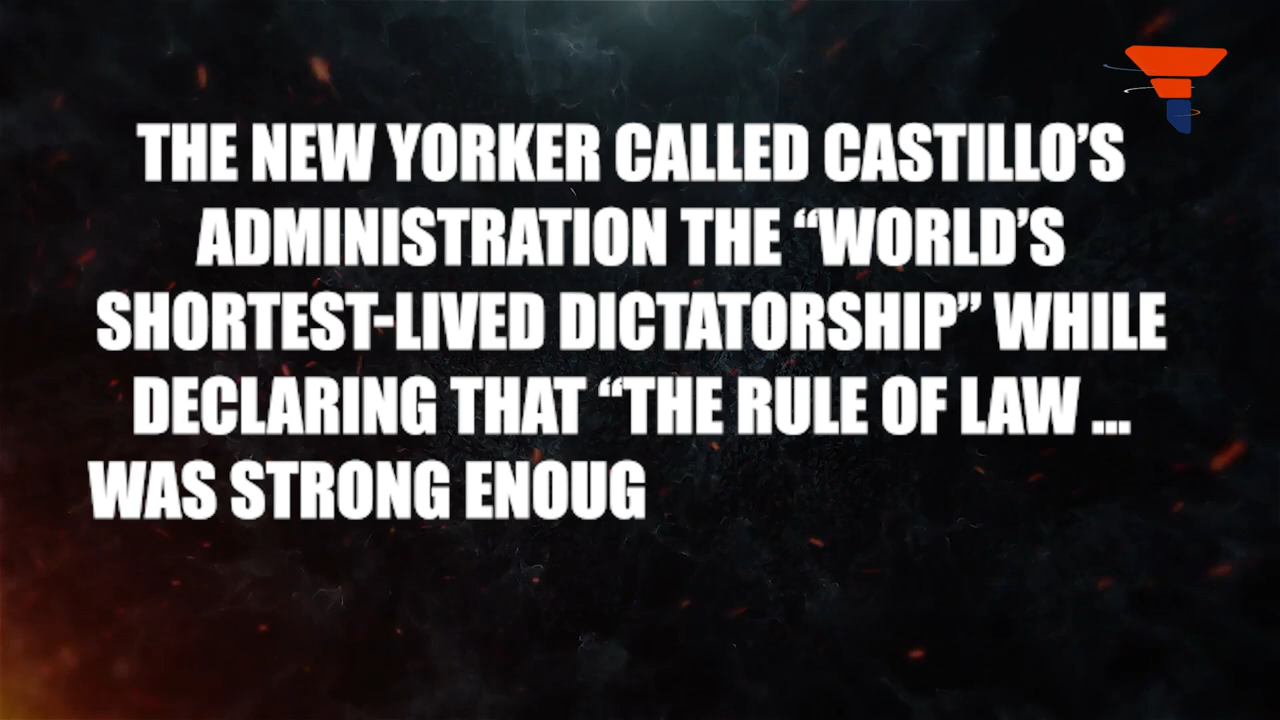 THE NEW YORKER CALLED CASTILLO’S
ADMINISTRATION THE “WORLD’S
SHORTEST-LIVED DICTATORSHIP” WHILE
DECLARING THAT “THE RULE OF LAW ...
WAS STRONG ENOUG